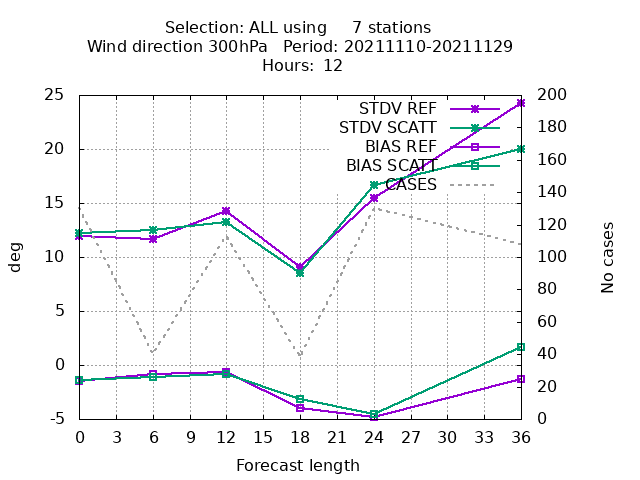 Selection: ALL using     7 stations
Wind direction 300hPa   Period: 20211110-20211129
Hours:  12
25
20
15
10
5
0
-5
200
180
160
140
120
100
80
60
40
20
0
STDV REF
STDV SCATT
BIAS REF
BIAS SCATT
CASES
deg
No cases
0 3 6 9 12 15 18 21 24 27 30 33 36
Forecast length